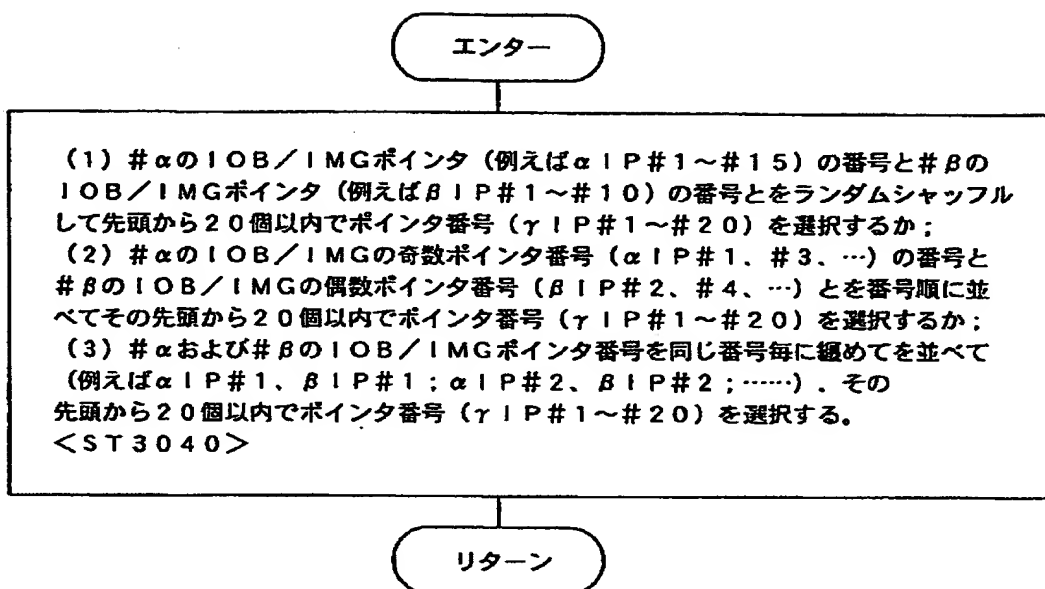 エンター
(1)#αのIOB/IMGポインタ(例えばαIP#1~#15)の番号と#βの
IOB/IMGポインタ(例えばβIP#1~#10)の番号とをランダムシャッフル
して先頭から20個以内でポインタ番号(γIP#1~#20)を選択するか;
(2)#αのIOB/IMGの奇数ポインタ番号(αIP#1、#3、…)の番号と
#βのIOB/IMGの偶数ポインタ番号(βIP#2、#4、…)とを番号順に並
べてその先頭から20個以内でポインタ番号(γIP#1~#20)を選択するか;
(3)#αおよび#βのIOB/IMGポインタ番号を同じ番号毎に纏めてを並べて
(例えばαIP#1、βIP#1;αIP#2、βIP#2;……)、その
先頭から20個以内でポインタ番号(γIP#1~#20)を選択する。
<ST3040>
リターン